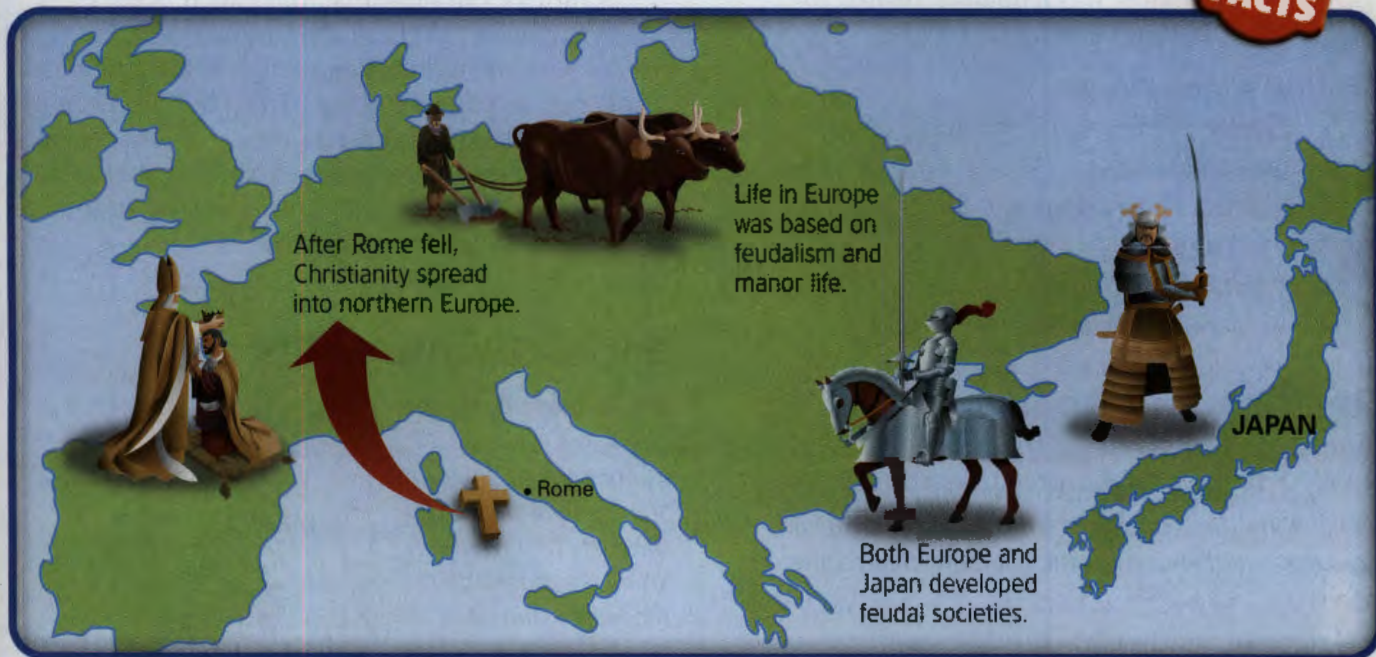 FACTS
After Rome fell,
Christianity spread
into northern Europe.
Life in Europe
was based on
feudalism and
manor life.
• Rome
JAPAN
Both Europe and
Japan developed
feudal societies.